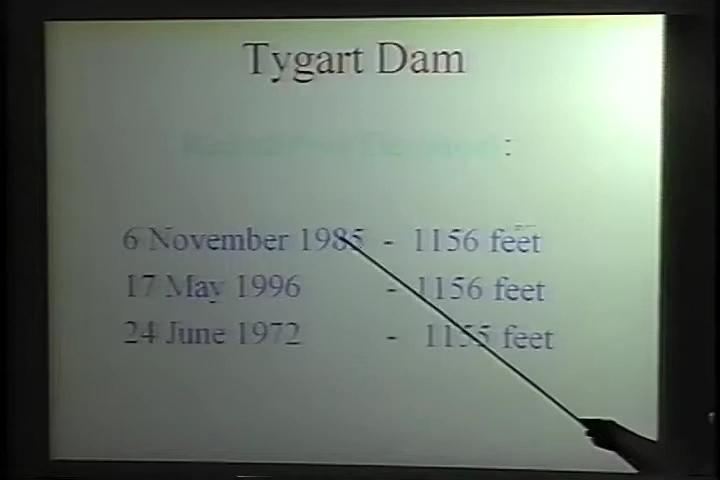 Tygart Dam
:
6 November 1985 - 1156 feet
17 May 1996 - 1156 feet
24 June 1972 - 1155 feet